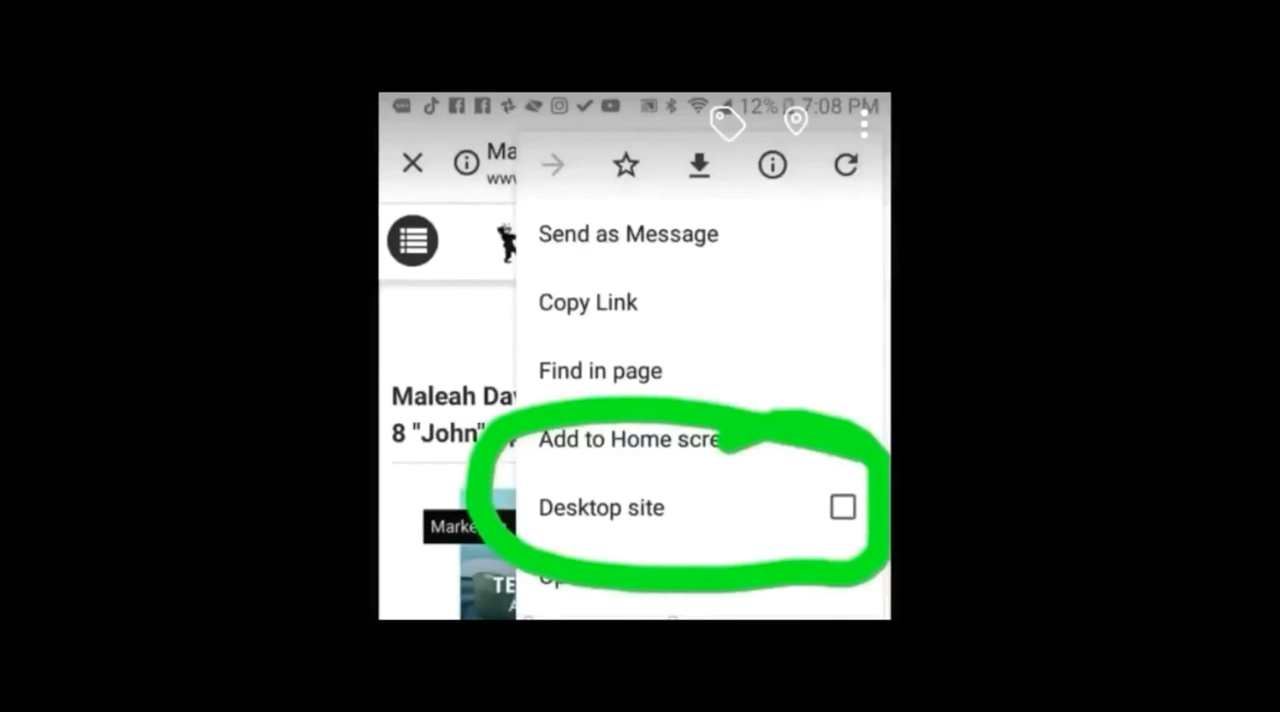 12% 7:08 PM
Ma
www
Send as Message
Copy Link
Find in page
Maleah Da
8 "John"
Add to Home scre
Desktop site
Marke
TE
A